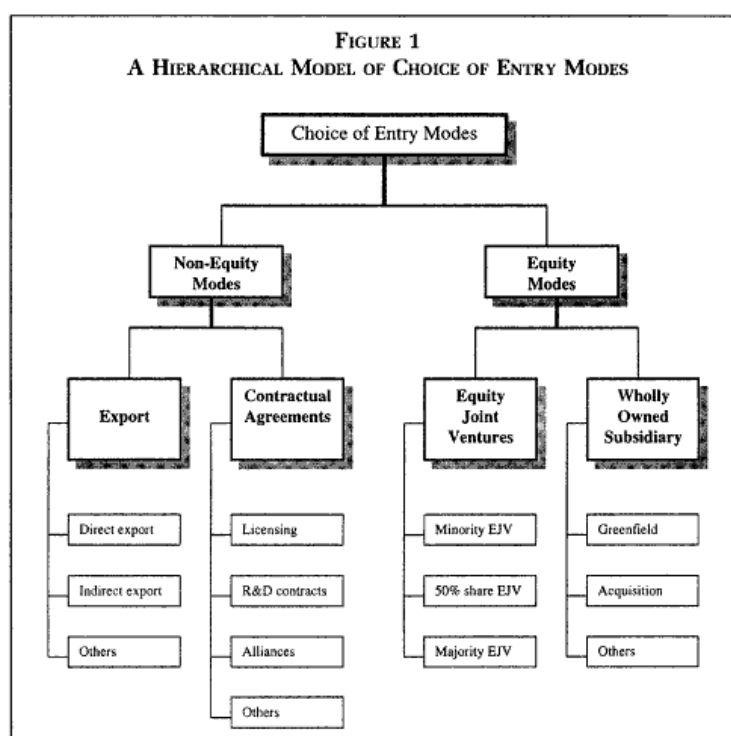 FIGURE 1
A HIERARCHICAL MODEL OF CHOICE OF ENTRY MODES
Choice of Entry Modes
Non-Equity
Modes
Equity
Modes
Export
Contractual
Agreements
Equity
Joint
Ventures
Wholly
Owned
Subsidiary
Direct export
Licensing
Minority EJV
Greenfield
Indirect export
R&D contracts
50% share EJV
Acquisition
Others
Alliances
Majority EJV
Others
Others